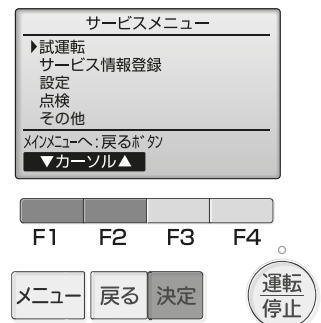 サービスメニュー
▶試運転
サービス情報登録
設定
点検
その他
ﾒｲﾝﾒﾆｭｰへ:戻るﾎﾞﾀﾝ
▼カーソル▲
F1 F2 F3 F4
メニュー 戻る 決定 運転
停止